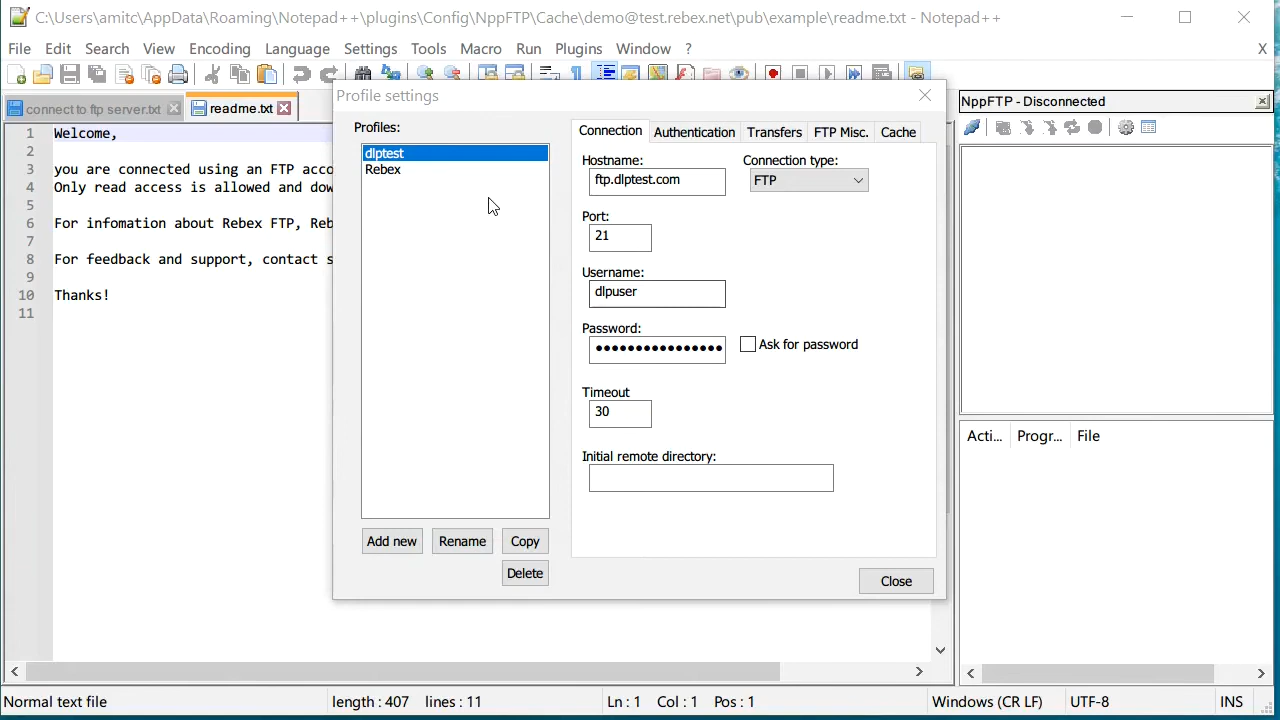 C:\Users\amitc\AppData\Roaming\Notepad++\plugins\Config\NppFTP\Cache\demo@test.rebex.net\pub\example\readme.txt - Notepad++
File Edit Search View Encoding Language Settings Tools Macro Run Plugins Window ? X
connect to ftp server.txt readme.txt
1 Welcome,
2
3 you are connected using an FTP acco
4 Only read access is allowed and dow
5
6 For infomation about Rebex FTP, Reb
7
8 For feedback and support, contact s
9
10 Thanks!
11
Profile settings
Profiles:
dlptest
Rebex
Add new Rename Copy
Delete
Connection Authentication Transfers FTP Misc. Cache
Hostname: Connection type:
ftp.dlptest.com FTP
Port:
21
Username:
dlpuser
Password:
●●●●●●●●●●●●●●●● Ask for password
Timeout
30
Initial remote directory:
Close
NppFTP - Disconnected
Acti... Progr... File
Normal text file length : 407 lines : 11 Ln : 1 Col : 1 Pos : 1 Windows (CR LF) UTF-8 INS